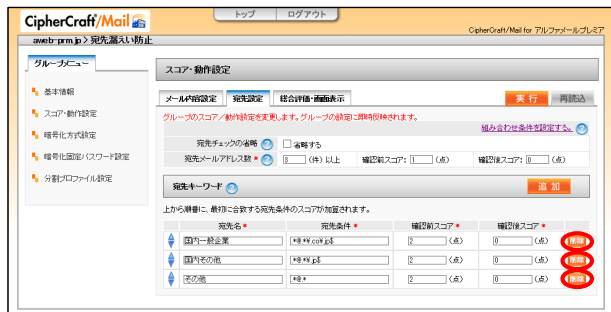 CipherCraft/Mail
トップ ログアウト
CipherCraft/Mail for アルファメールプレミア
aweb-prm.jp>宛先漏えい防止
グループメニュー
基本情報
スコア・動作設定
暗号化方式設定
暗号化固定パスワード設定
分割プロファイル設定
スコア・動作設定
メール内容設定 宛先設定 総合評価・画面表示 実行 再読込
グループのスコア/動作設定を変更します。グループの設定に即時反映されます。
組み合わせ条件を設定する。
宛先チェックの省略 省略する
宛先メールアドレス数 * 8 (件) 以上 確認前スコア: 1 (点) 確認後スコア: 0 (点)
宛先キーワード 追加
上から順番に、最初に合致する宛先条件のスコアが加算されます。
宛先名 * 宛先条件 * 確認前スコア * 確認後スコア *
国内一般企業 .*@.*¥.co¥.jp$ 2 (点) 0 (点) 削除
国内その他 .*@.*¥.jp$ 2 (点) 0 (点) 削除
その他 .*@.* 2 (点) 0 (点) 削除